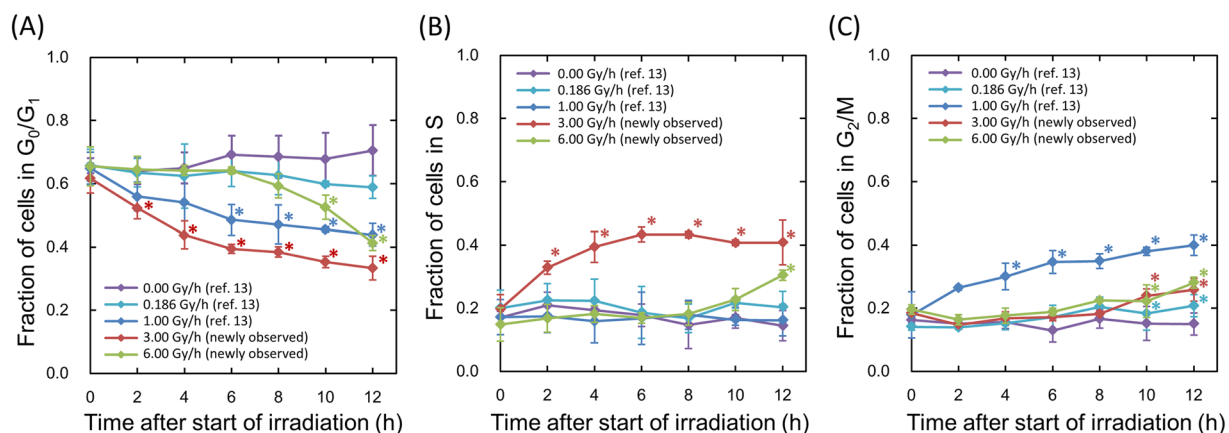 (A)
Fraction of cells in G0/G1
1.0
0.8
0.6
0.4
0.2
0.0
0.00 Gy/h (ref. 13)
0.186 Gy/h (ref. 13)
1.00 Gy/h (ref. 13)
3.00 Gy/h (newly observed)
6.00 Gy/h (newly observed)
* * * *
* * * * * *
* *
0 2 4 6 8 10 12
Time after start of irradiation (h)
(B)
Fraction of cells in S
1.0
0.8
0.6
0.4
0.2
0.0
0.00 Gy/h (ref. 13)
0.186 Gy/h (ref. 13)
1.00 Gy/h (ref. 13)
3.00 Gy/h (newly observed)
6.00 Gy/h (newly observed)
* * * * * *
*
0 2 4 6 8 10 12
Time after start of irradiation (h)
(C)
Fraction of cells in G2/M
1.0
0.8
0.6
0.4
0.2
0.0
0.00 Gy/h (ref. 13)
0.186 Gy/h (ref. 13)
1.00 Gy/h (ref. 13)
3.00 Gy/h (newly observed)
6.00 Gy/h (newly observed)
* * * * *
* *
* *
* *
0 2 4 6 8 10 12
Time after start of irradiation (h)